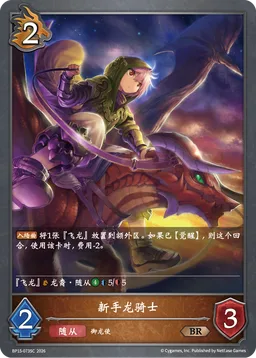 2
入场曲 将1张『飞龙』放置到额外区。如果已【觉醒】，则这个回
合，使用该卡时，费用-2。
『飞龙』 龙裔・随从 4 5/5
新手龙骑士
2
随从 御龙使
BR
3
© Cygames, Inc. Published by NetEase Games